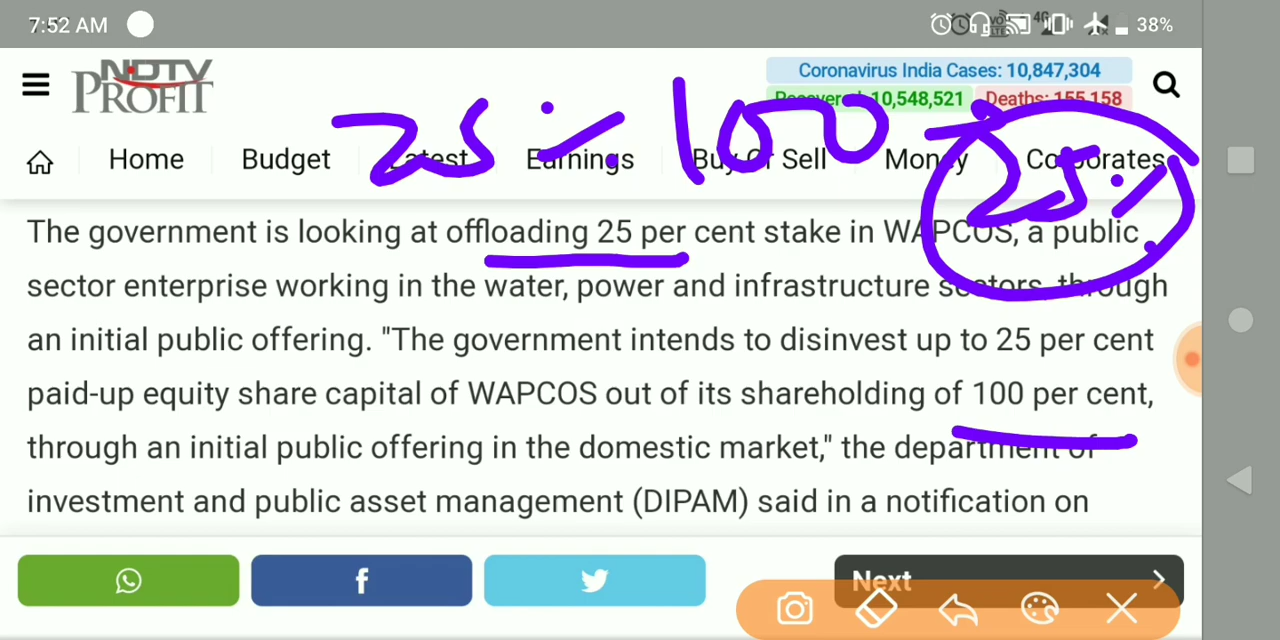 7:52 AM
4G 38%
NDTV
PROFIT
Coronavirus India Cases: 10,847,304
Recovered: 10,548,521 Deaths: 155,158
25% 100 25%
Home Budget Latest Earnings Buy Or Sell Money Corporates
The government is looking at offloading 25 per cent stake in WAPCOS, a public
sector enterprise working in the water, power and infrastructure sectors, through
an initial public offering. "The government intends to disinvest up to 25 per cent
paid-up equity share capital of WAPCOS out of its shareholding of 100 per cent,
through an initial public offering in the domestic market," the department of
investment and public asset management (DIPAM) said in a notification on
Next